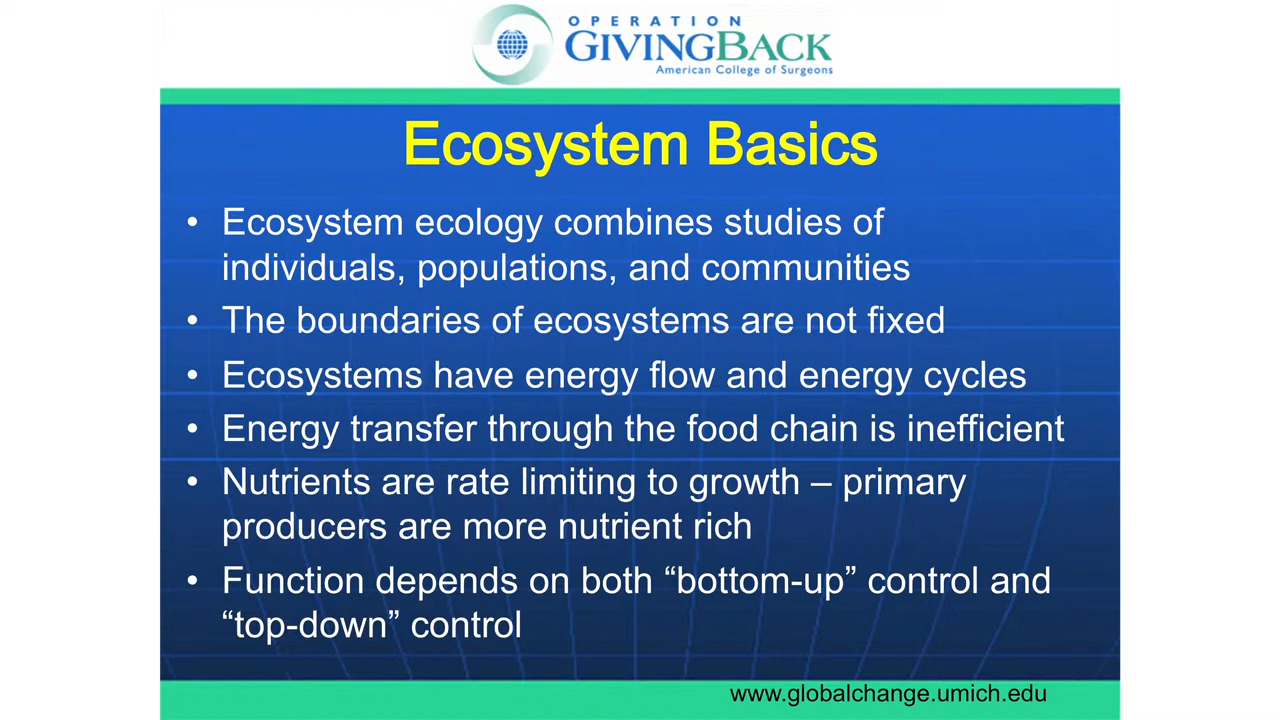 OPERATION
GIVINGBACK
American College of Surgeons
Ecosystem Basics
• Ecosystem ecology combines studies of
individuals, populations, and communities
• The boundaries of ecosystems are not fixed
• Ecosystems have energy flow and energy cycles
• Energy transfer through the food chain is inefficient
• Nutrients are rate limiting to growth – primary
producers are more nutrient rich
• Function depends on both “bottom-up” control and
“top-down” control
www.globalchange.umich.edu